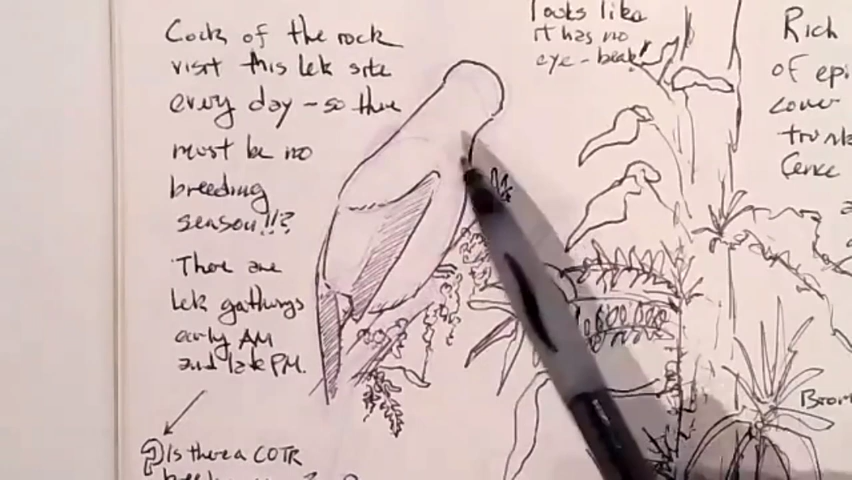 Cock of the rock
visit this lek site
every day - so there
must be no
breeding
season!!?
There are
lek gatherings
early AM
and late PM.
Is there a COTR
looks like
it has no
eye - beak!
Rich
of epi
cover
trunk
Brom